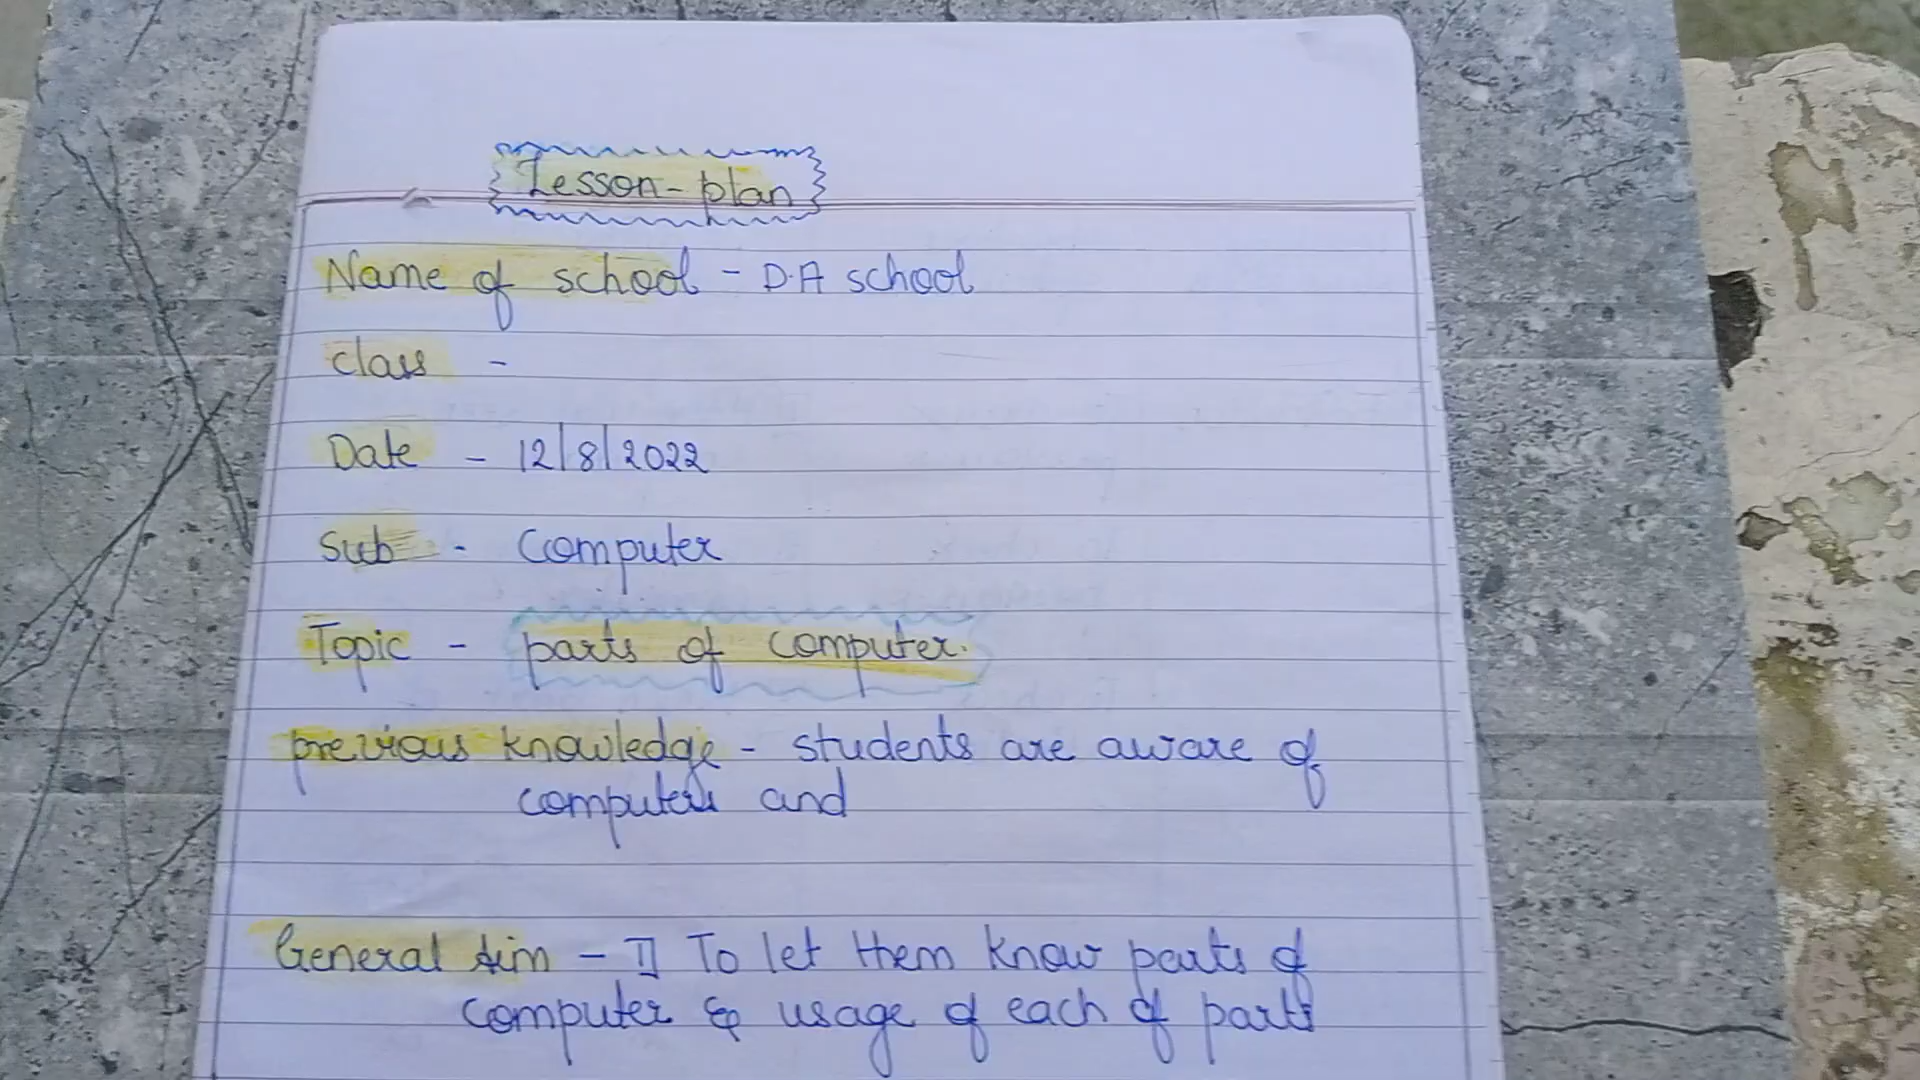 Lesson-plan
Name of school - D.A school
class -
Date - 12/8/2022
Sub - Computer
Topic - parts of computer.
previous knowledge - students are aware of
computers and
General Aim - I] To let them know parts of
computer & usage of each of parts